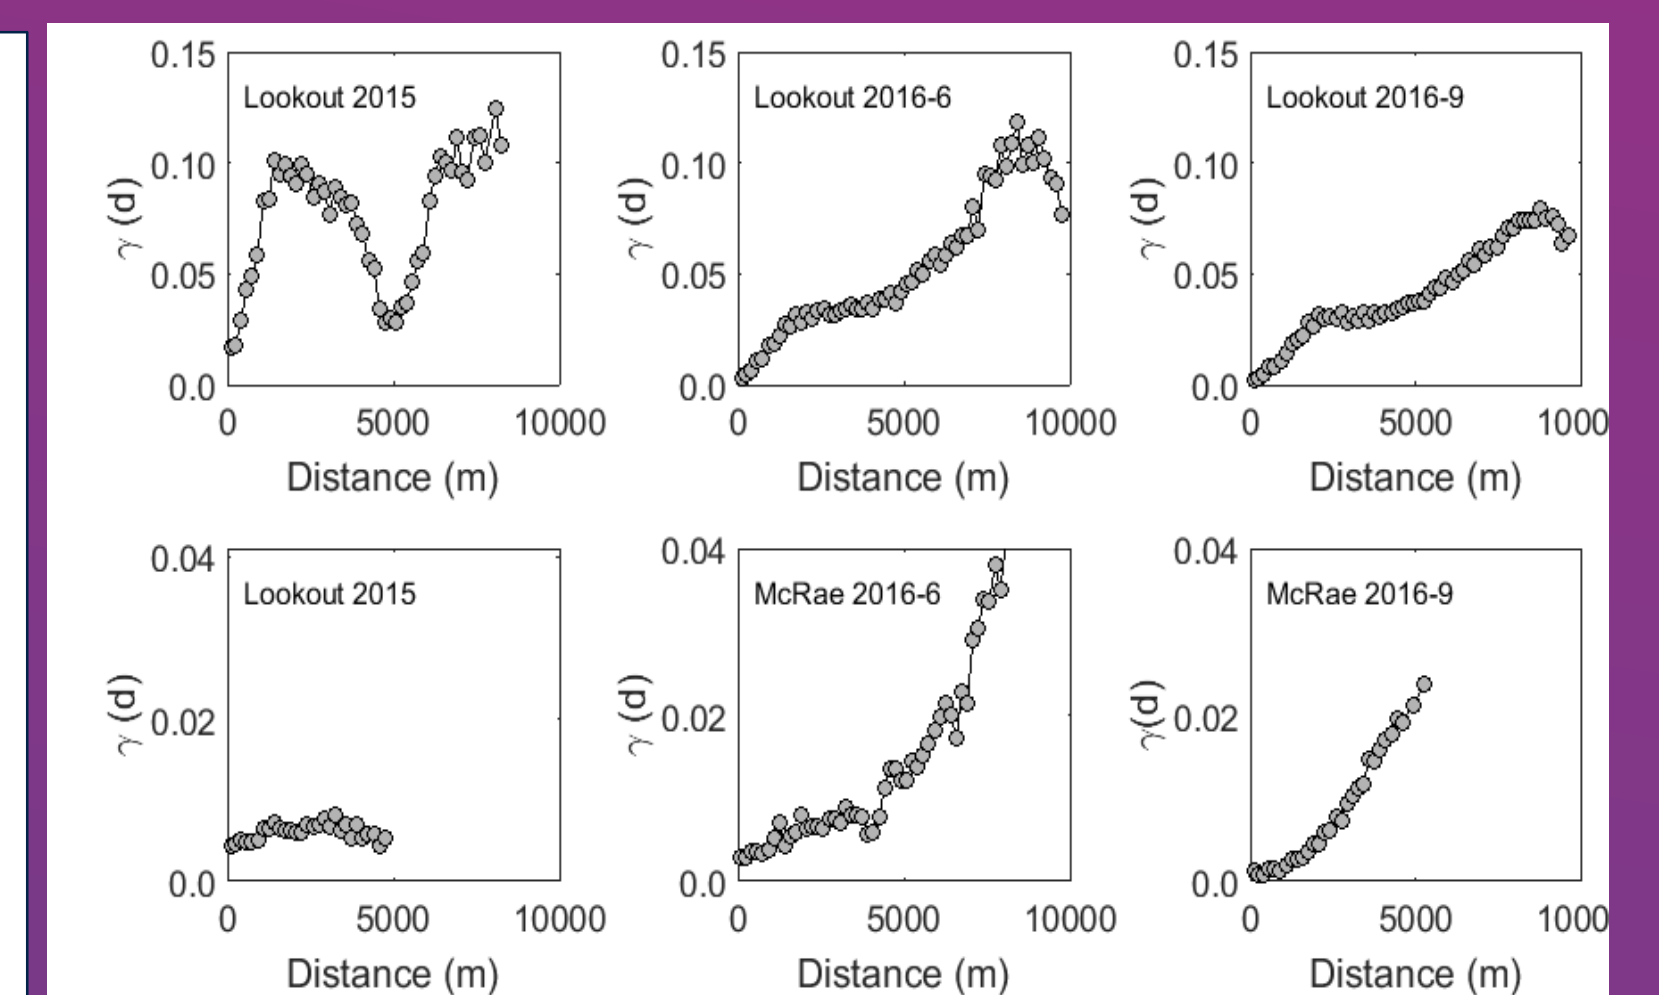 0.15
0.10
0.05
0.0
γ (d)
Lookout 2015
0
5000
10000
Distance (m)
0.15
0.10
0.05
0.0
γ (d)
Lookout 2016-6
0
5000
10000
Distance (m)
0.15
0.10
0.05
0.0
γ (d)
Lookout 2016-9
0
5000
1000
Distance (m)
0.04
0.02
0.0
γ (d)
Lookout 2015
0
5000
10000
Distance (m)
0.04
0.02
0.0
γ (d)
McRae 2016-6
0
5000
10000
Distance (m)
0.04
0.02
0.0
γ(d)
McRae 2016-9
0
5000
1000
Distance (m)